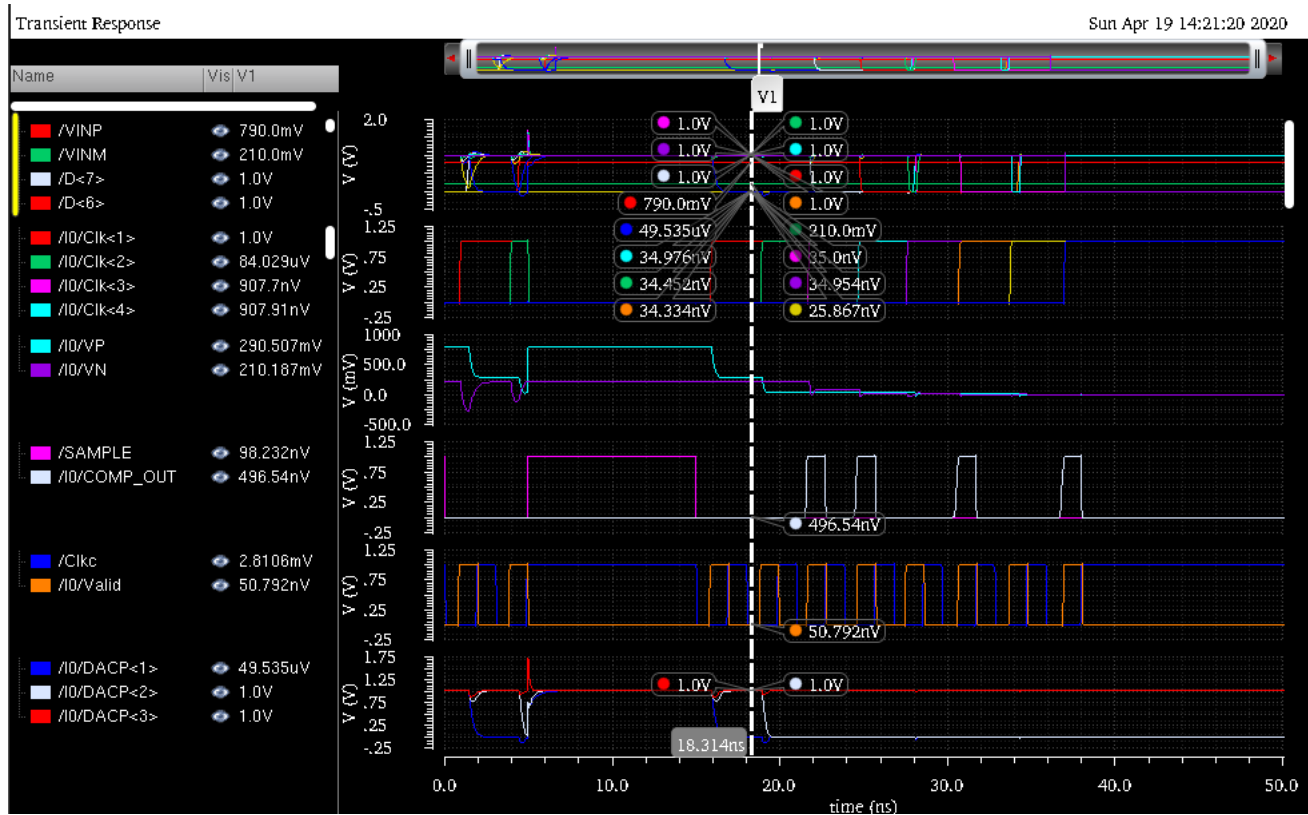 Transient Response Sun Apr 19 14:21:20 2020
Name Vis V1
V1
/VINP 790.0mV
/VINM 210.0mV
/D<7> 1.0V
/D<6> 1.0V
2.0
V (V)
-.5
1.0V 1.0V
1.0V 1.0V
1.0V 1.0V
790.0mV 1.0V
49.535uV 210.0mV
34.976nV 35.0nV
34.452nV 34.954nV
34.334nV 25.867nV
/I0/Clk<1> 1.0V
/I0/Clk<2> 84.029uV
/I0/Clk<3> 907.7nV
/I0/Clk<4> 907.91nV
1.25
.75
V (V)
.25
-.25
/I0/VP 290.507mV
/I0/VN 210.187mV
1000
500.0
V (mV)
0.0
-500.0
/SAMPLE 98.232nV
/I0/COMP_OUT 496.54nV
1.25
.75
V (V)
.25
-.25
496.54nV
/Clkc 2.8106mV
/I0/Valid 50.792nV
1.25
.75
V (V)
.25
-.25
50.792nV
/I0/DACP<1> 49.535uV
/I0/DACP<2> 1.0V
/I0/DACP<3> 1.0V
1.75
1.25
.75
V (V)
.25
-.25
1.0V 1.0V
18.314ns
0.0 10.0 20.0 30.0 40.0 50.0
time (ns)